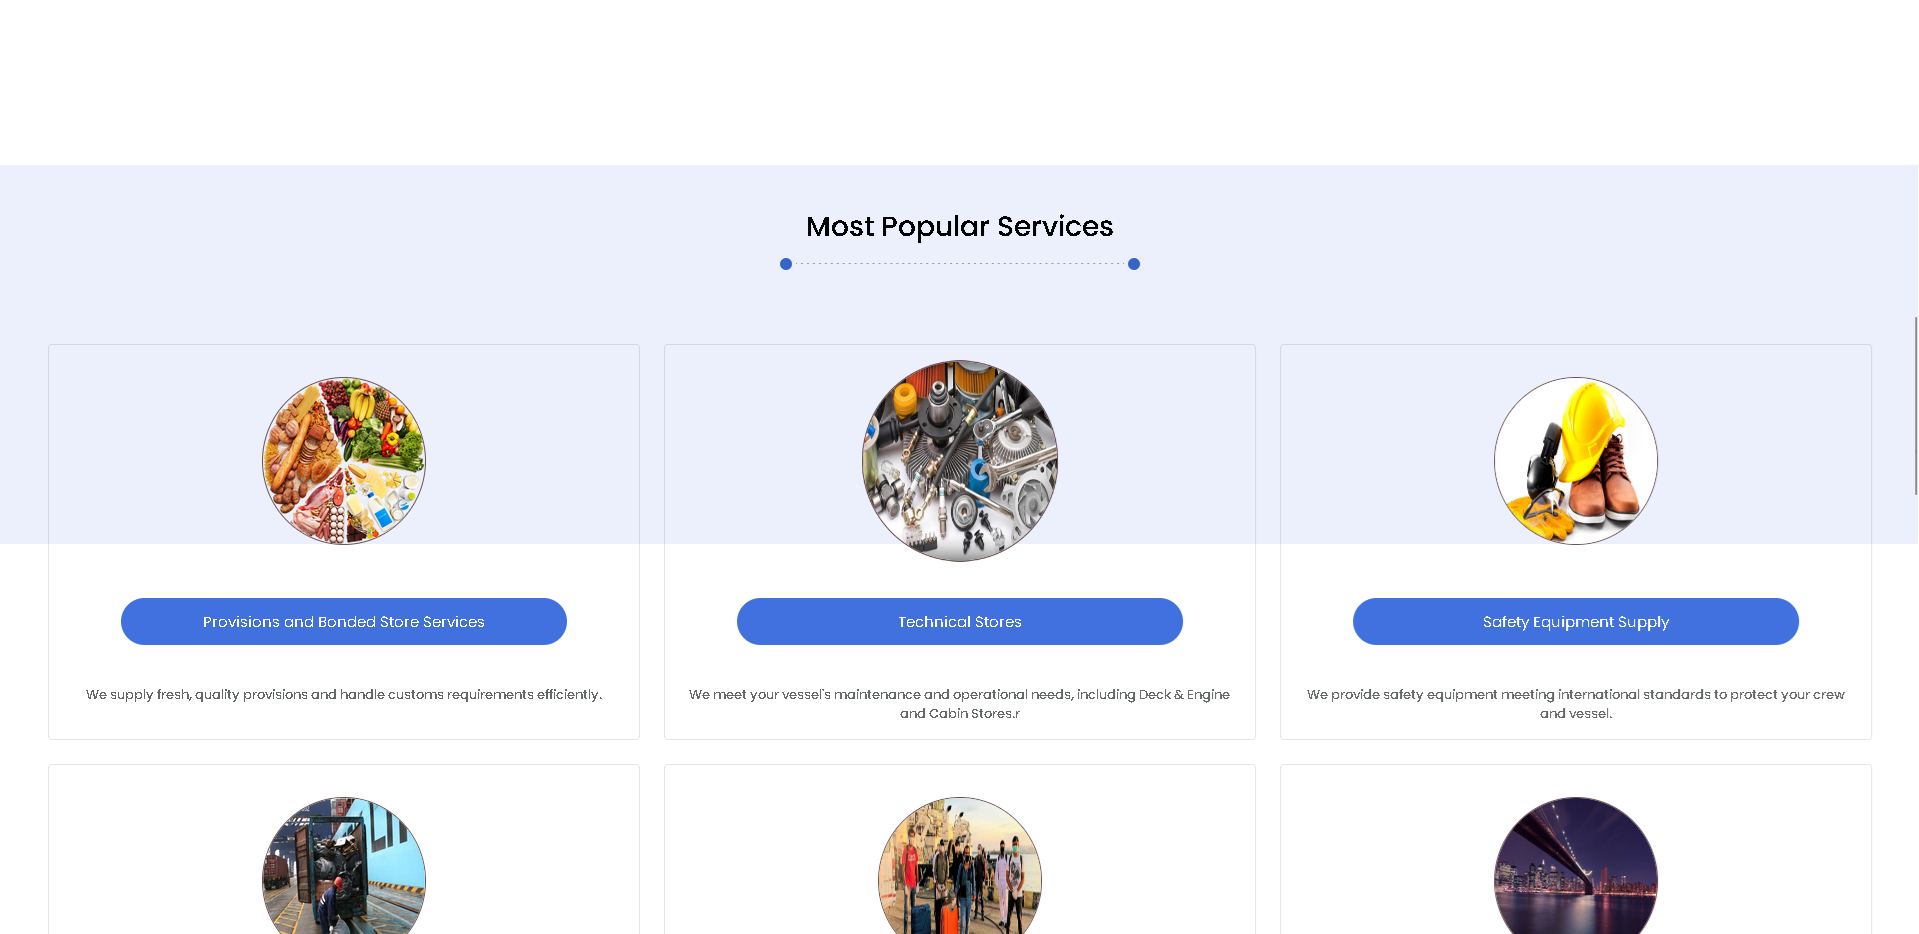 Most Popular Services
Provisions and Bonded Store Services
Technical Stores
Safety Equipment Supply
We supply fresh, quality provisions and handle customs requirements efficiently.
We meet your vessel's maintenance and operational needs, including Deck & Engine
and Cabin Stores.r
We provide safety equipment meeting international standards to protect your crew
and vessel.